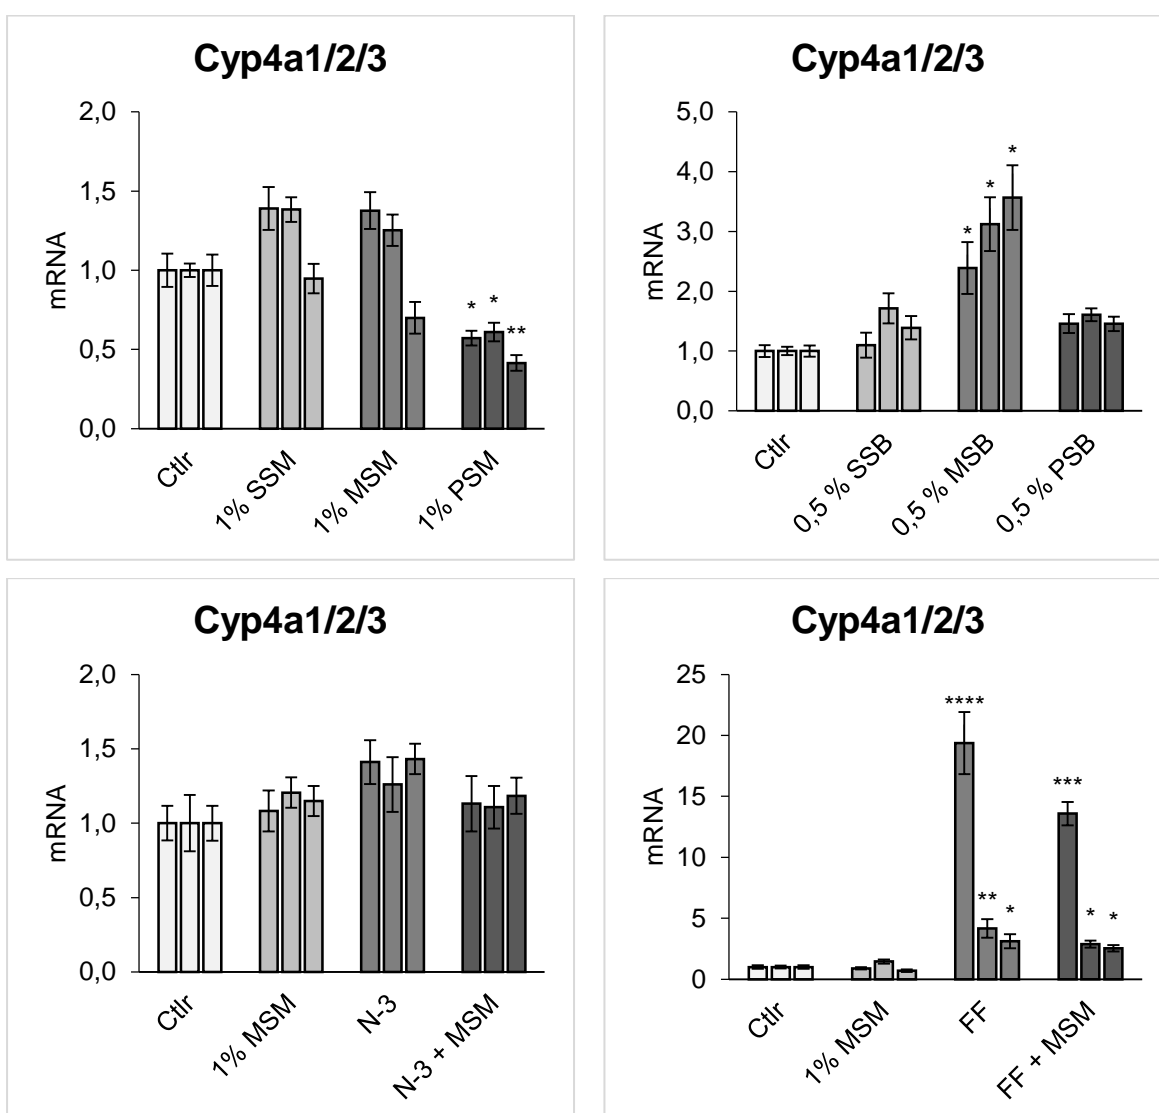 Cyp4a1/2/3
mRNA
2,0
1,5
1,0
0,5
0,0
*
*
**
Ctlr
1% SSM
1% MSM
1% PSM
Cyp4a1/2/3
mRNA
5,0
4,0
3,0
2,0
1,0
0,0
*
*
*
Ctlr
0,5 % SSB
0,5 % MSB
0,5 % PSB
Cyp4a1/2/3
mRNA
2,0
1,5
1,0
0,5
0,0
Ctlr
1% MSM
N-3
N-3 + MSM
Cyp4a1/2/3
mRNA
25
20
15
10
5
0
****
**
*
***
*
*
Ctlr
1% MSM
FF
FF + MSM